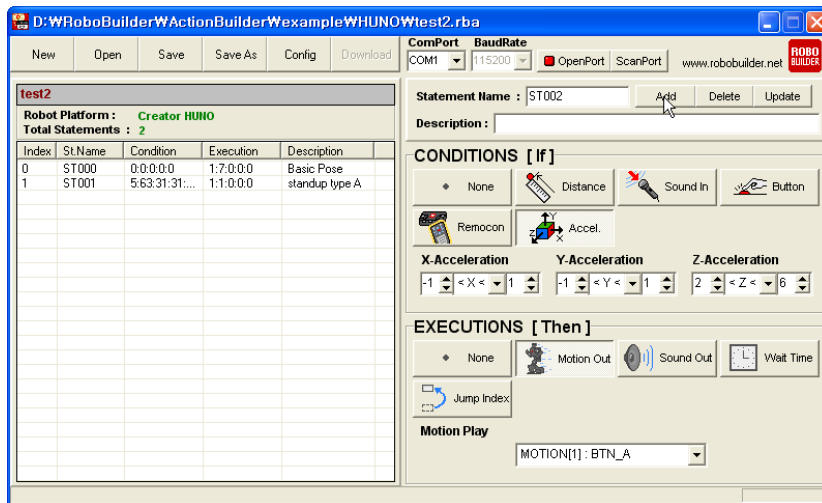 D:₩RoboBuilder₩ActionBuilder₩example₩HUNO₩test2.rba
New Open Save Save As Config Download
ComPort BaudRate
COM1 115200 OpenPort ScanPort www.robobuilder.net ROBO BUILDER
test2
Robot Platform : Creator HUNO
Total Statements : 2
Index St.Name Condition Execution Description
0 ST000 0:0:0:0:0 1:7:0:0:0 Basic Pose
1 ST001 5:63:31:31:... 1:1:0:0:0 standup type A
Statement Name : ST002 Add Delete Update
Description :
CONDITIONS [ If ]
None Distance Sound In Button
Remocon Y Z X Accel.
X-Acceleration Y-Acceleration Z-Acceleration
-1 < X < 1 -1 < Y < 1 2 < Z < 6
EXECUTIONS [ Then ]
None Motion Out Sound Out Wait Time
Jump Index
Motion Play
MOTION[1] : BTN_A